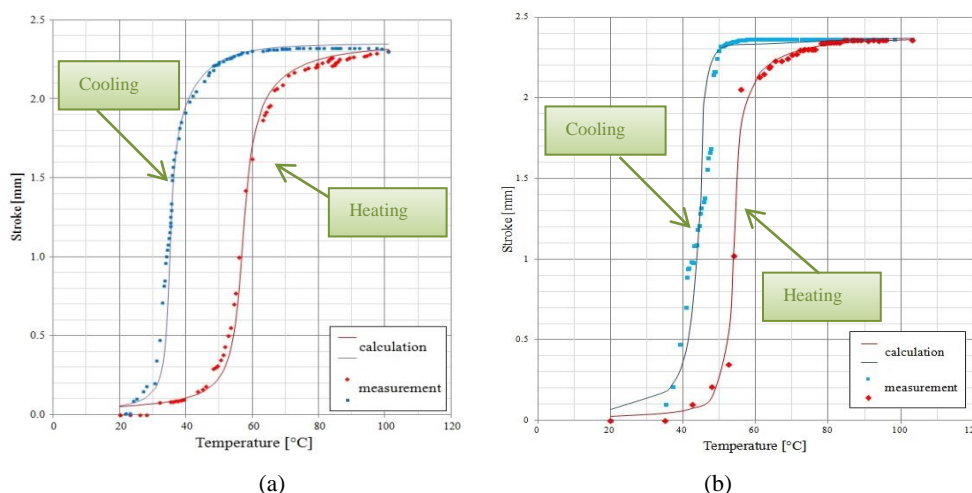 2.5
2.0
1.5
1.0
0.5
0.0
Stroke[mm]
Cooling
Heating
calculation
measurement
0
20
40
60
80
100
120
Temperature [°C]
(a)
2.5
2
1.5
1
0.5
0
Stroke [mm]
Cooling
Heating
calculation
measurement
0
20
40
60
80
100
120
Temperature [°C]
(b)